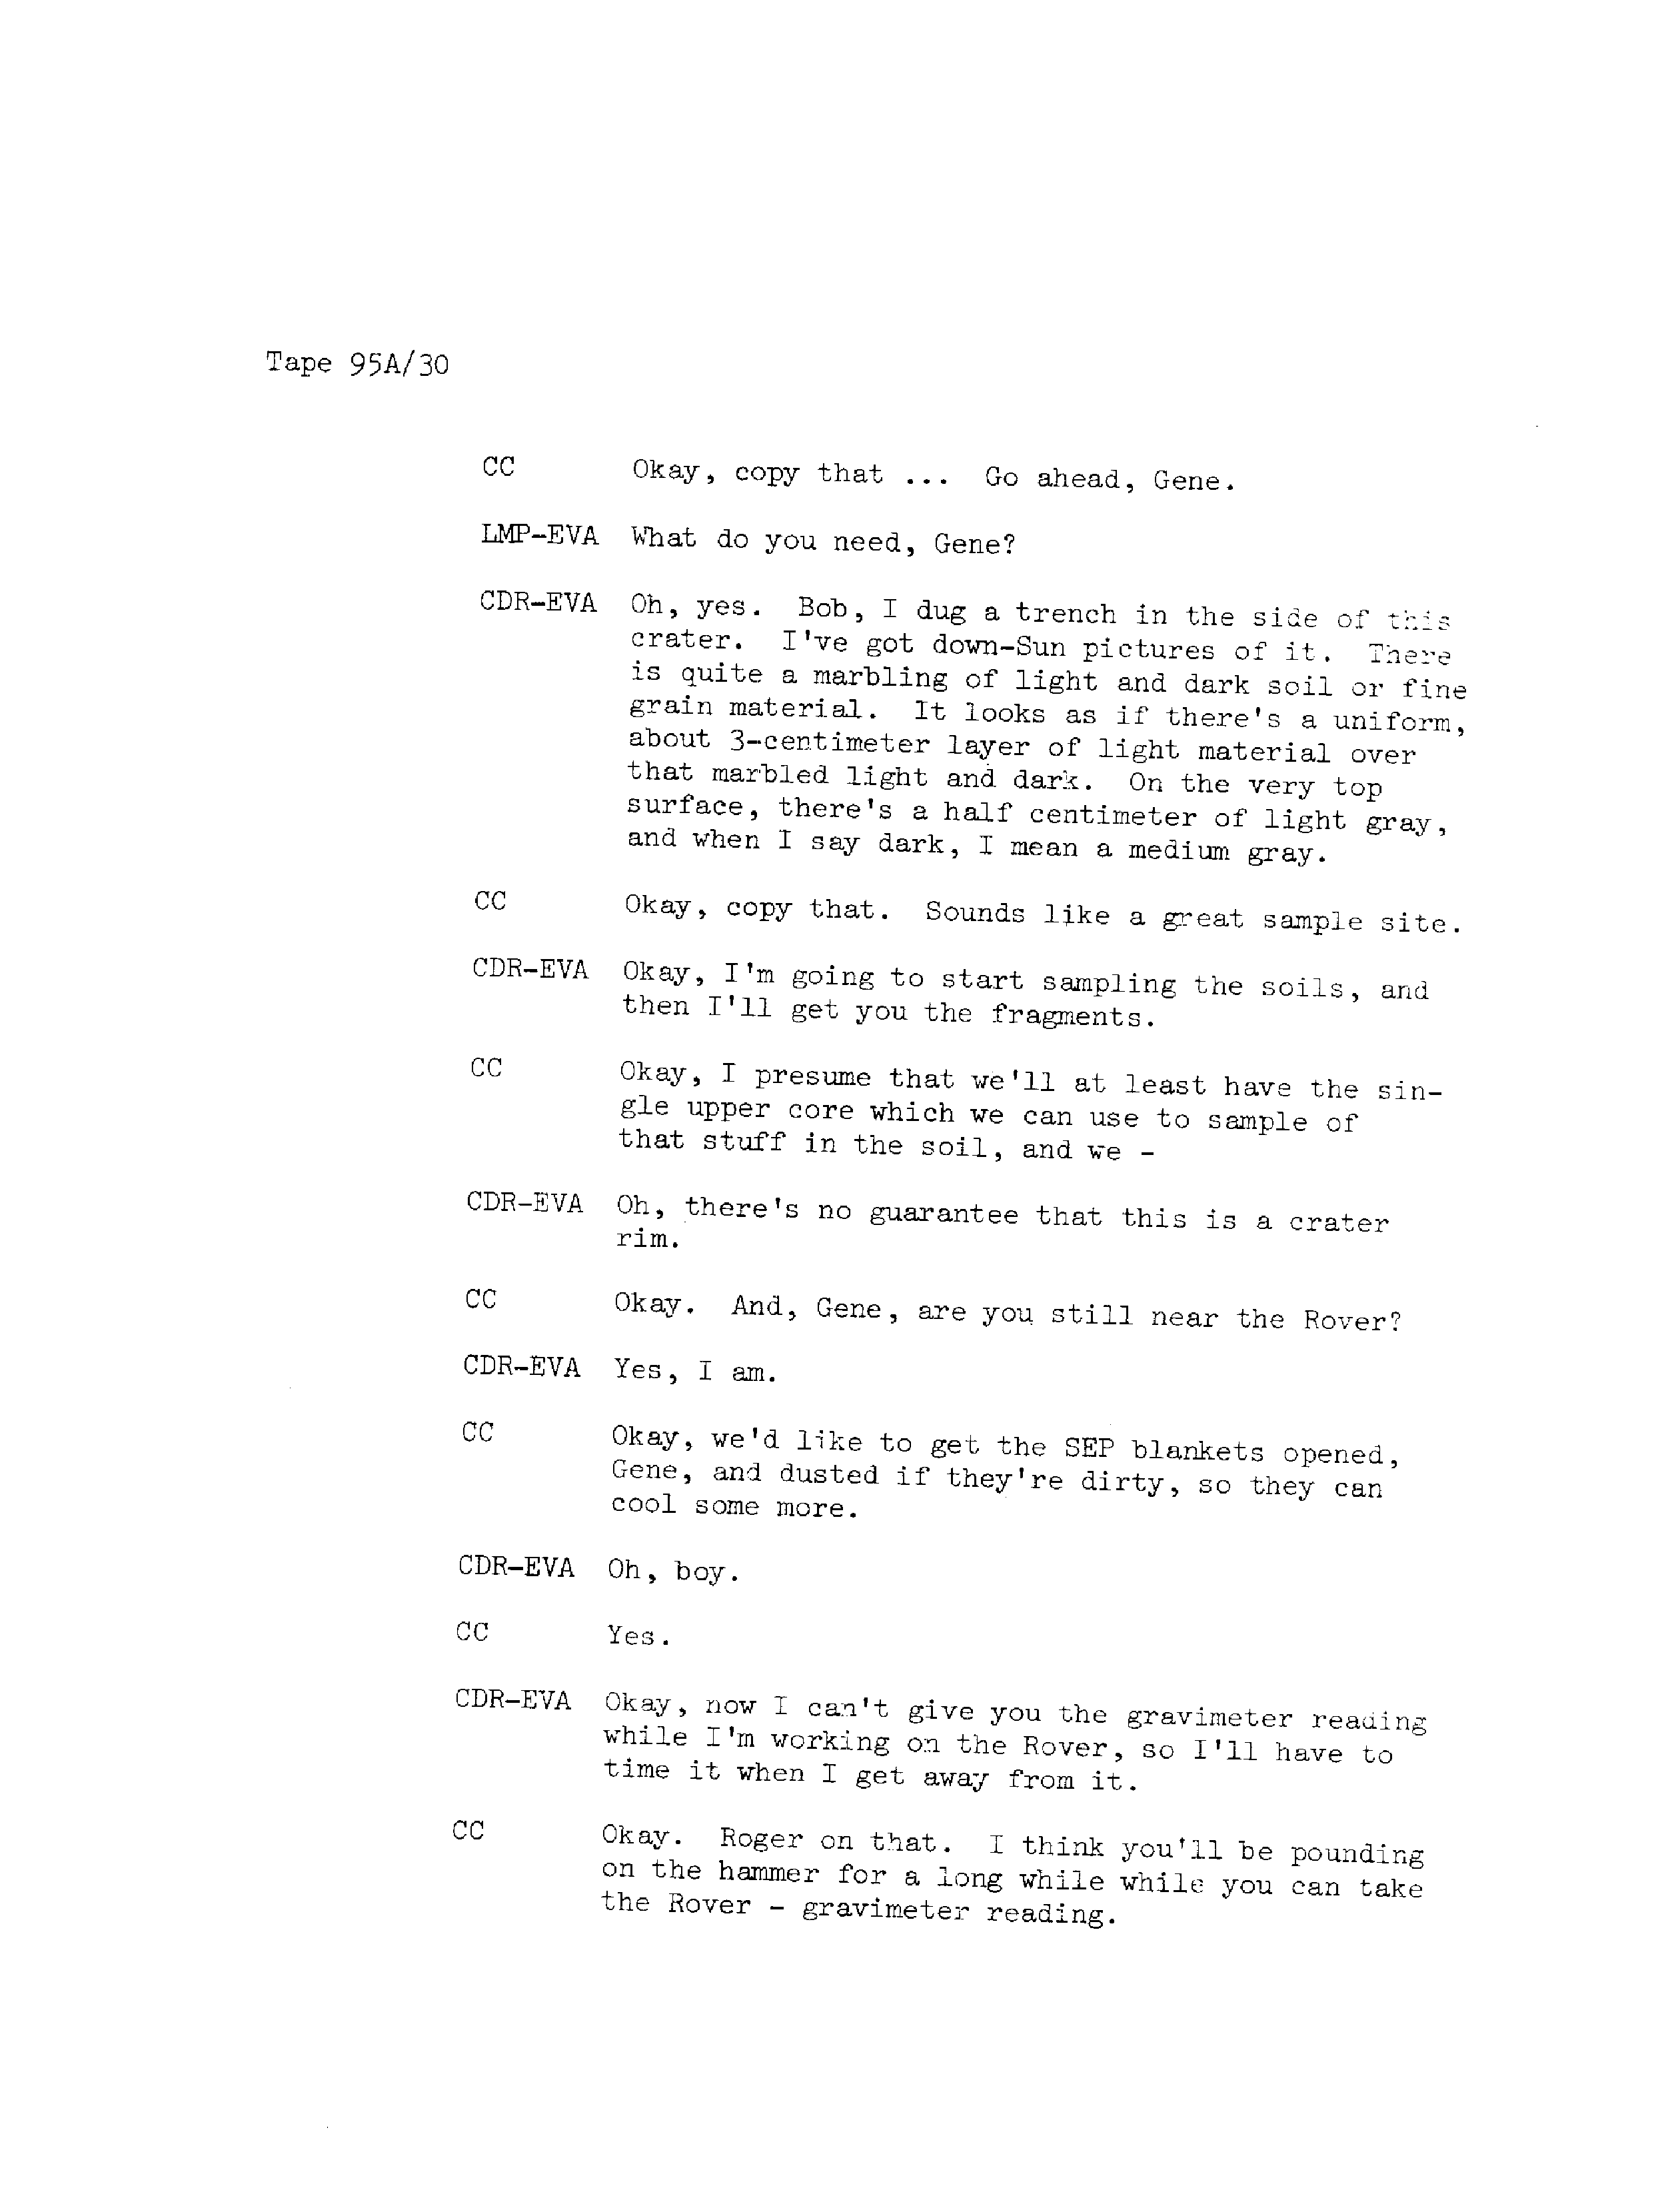 Tape 95A/30
CC Okay, copy that ... Go ahead, Gene.
LMP-EVA What do you need, Gene?
CDR-EVA Oh, yes. Bob, I dug a trench in the side of this
crater. I've got down-Sun pictures of it. There
is quite a marbling of light and dark soil or fine
grain material. It looks as if there's a uniform,
about 3-centimeter layer of light material over
that marbled light and dark. On the very top
surface, there's a half centimeter of light gray,
and when I say dark, I mean a medium gray.
CC Okay, copy that. Sounds like a great sample site.
CDR-EVA Okay, I'm going to start sampling the soils, and
then I'll get you the fragments.
CC Okay, I presume that we'll at least have the sin-
gle upper core which we can use to sample of
that stuff in the soil, and we -
CDR-EVA Oh, there's no guarantee that this is a crater
rim.
CC Okay. And, Gene, are you still near the Rover?
CDR-EVA Yes, I am.
CC Okay, we'd like to get the SEP blankets opened,
Gene, and dusted if they're dirty, so they can
cool some more.
CDR-EVA Oh, boy.
CC Yes.
CDR-EVA Okay, now I can't give you the gravimeter reading
while I'm working on the Rover, so I'll have to
time it when I get away from it.
CC Okay. Roger on that. I think you'll be pounding
on the hammer for a long while while you can take
the Rover - gravimeter reading.